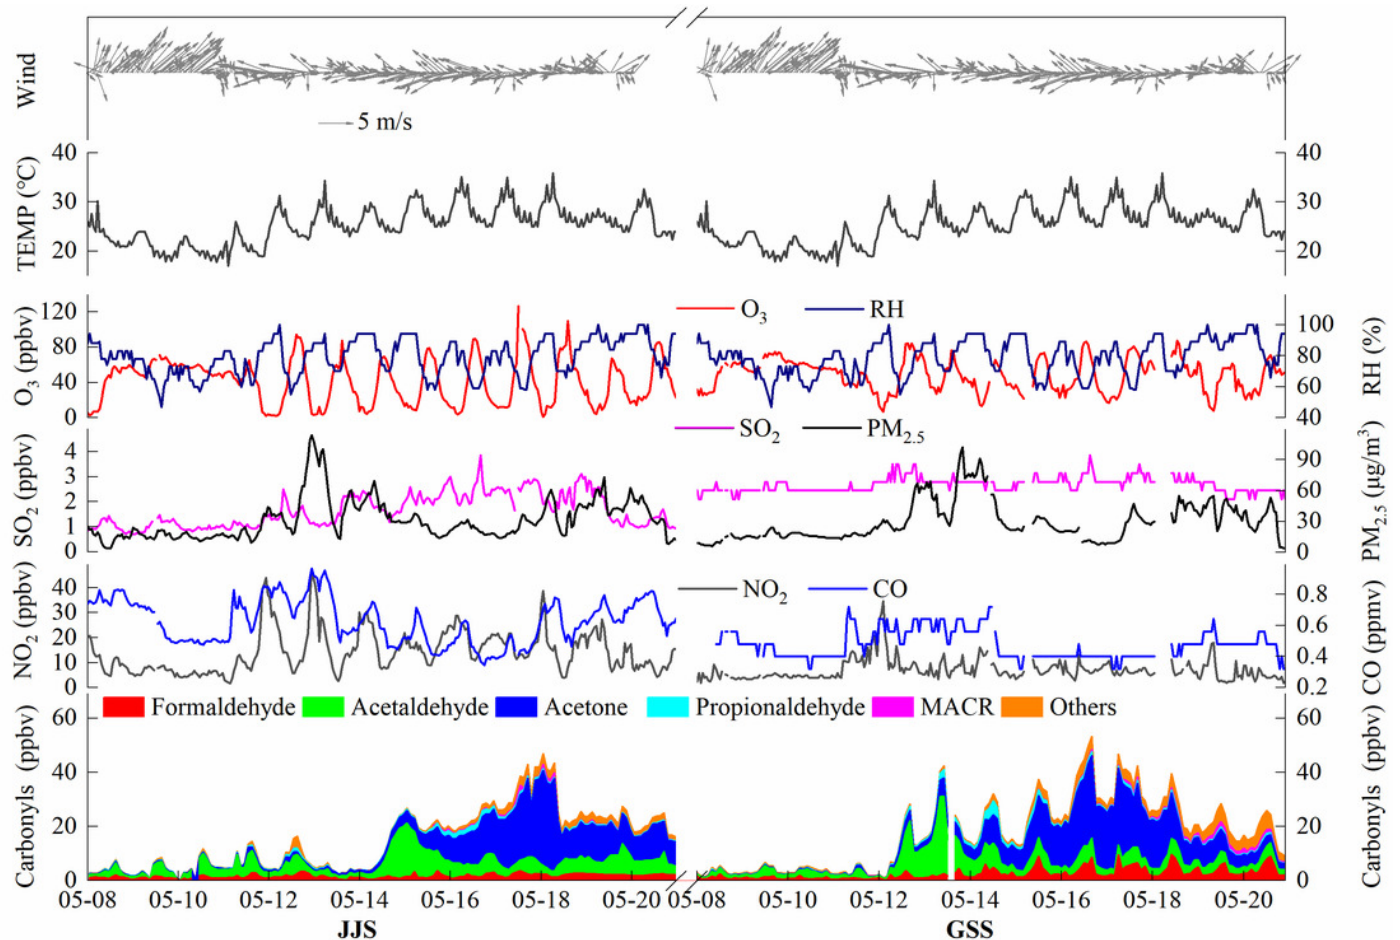 Wind
5 m/s
TEMP (°C)
40
30
20
40
30
20
O3 (ppbv)
120
80
40
0
O3
RH
100
80
60
40
RH (%)
SO2 (ppbv)
4
3
2
1
0
SO2
PM2.5
90
60
30
0
PM2.5 (μg/m³)
NO2 (ppbv)
40
30
20
10
0
NO2
CO
0.8
0.6
0.4
0.2
CO (ppmv)
Formaldehyde Acetaldehyde Acetone Propionaldehyde MACR Others
Carbonyls (ppbv)
60
40
20
0
60
40
20
0
Carbonyls (ppbv)
05-08 05-10 05-12 05-14 05-16 05-18 05-20 05-08 05-10 05-12 05-14 05-16 05-18 05-20
JJS GSS